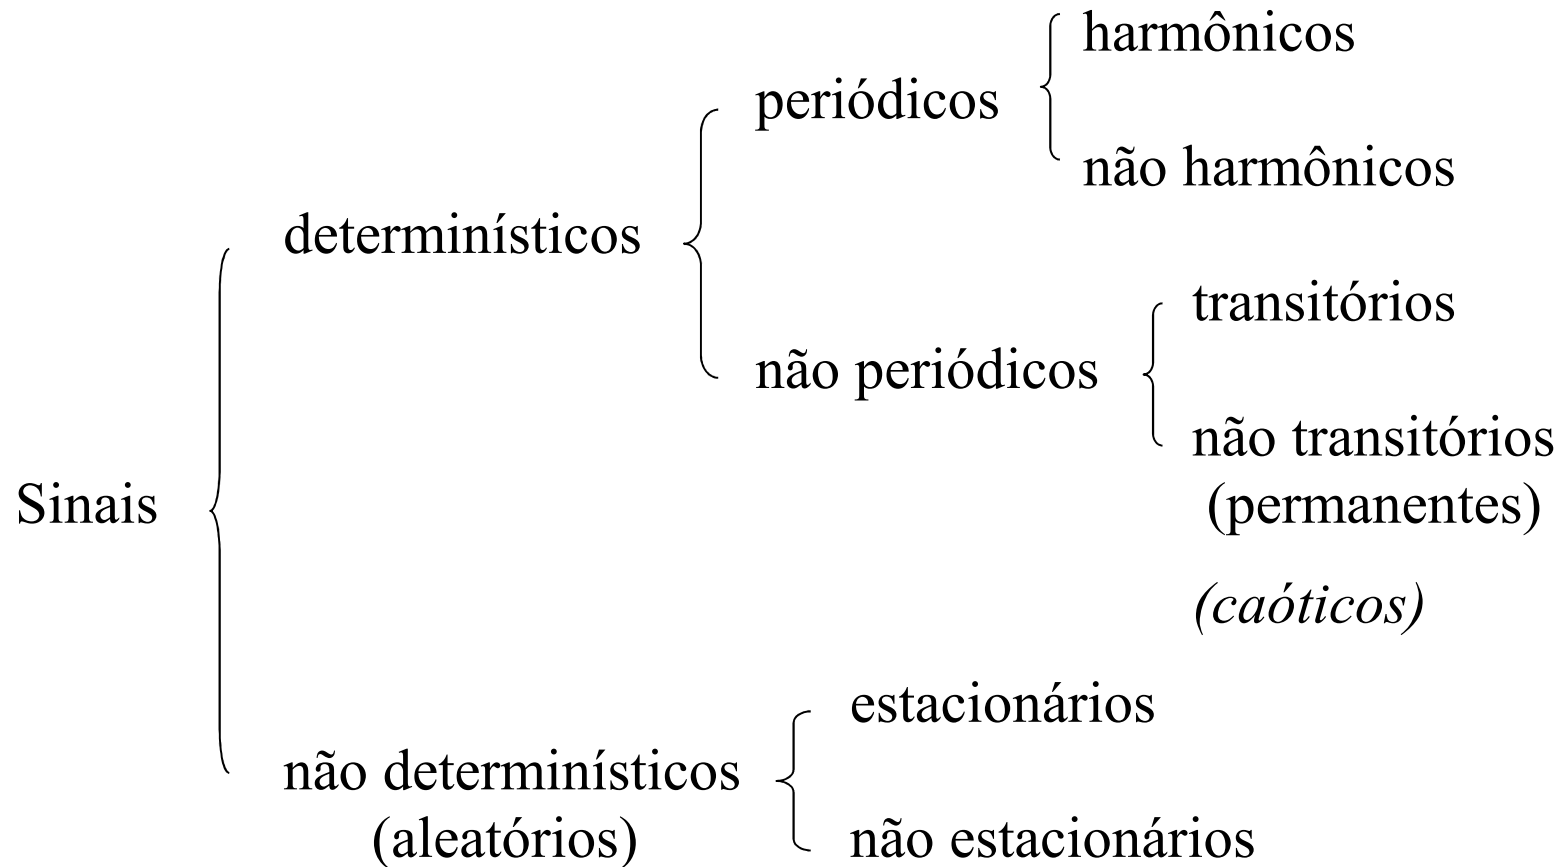 harmônicos
periódicos
não harmônicos
determinísticos
transitórios
não periódicos
não transitórios
(permanentes)
Sinais
(caóticos)
estacionários
não determinísticos
(aleatórios)
não estacionários